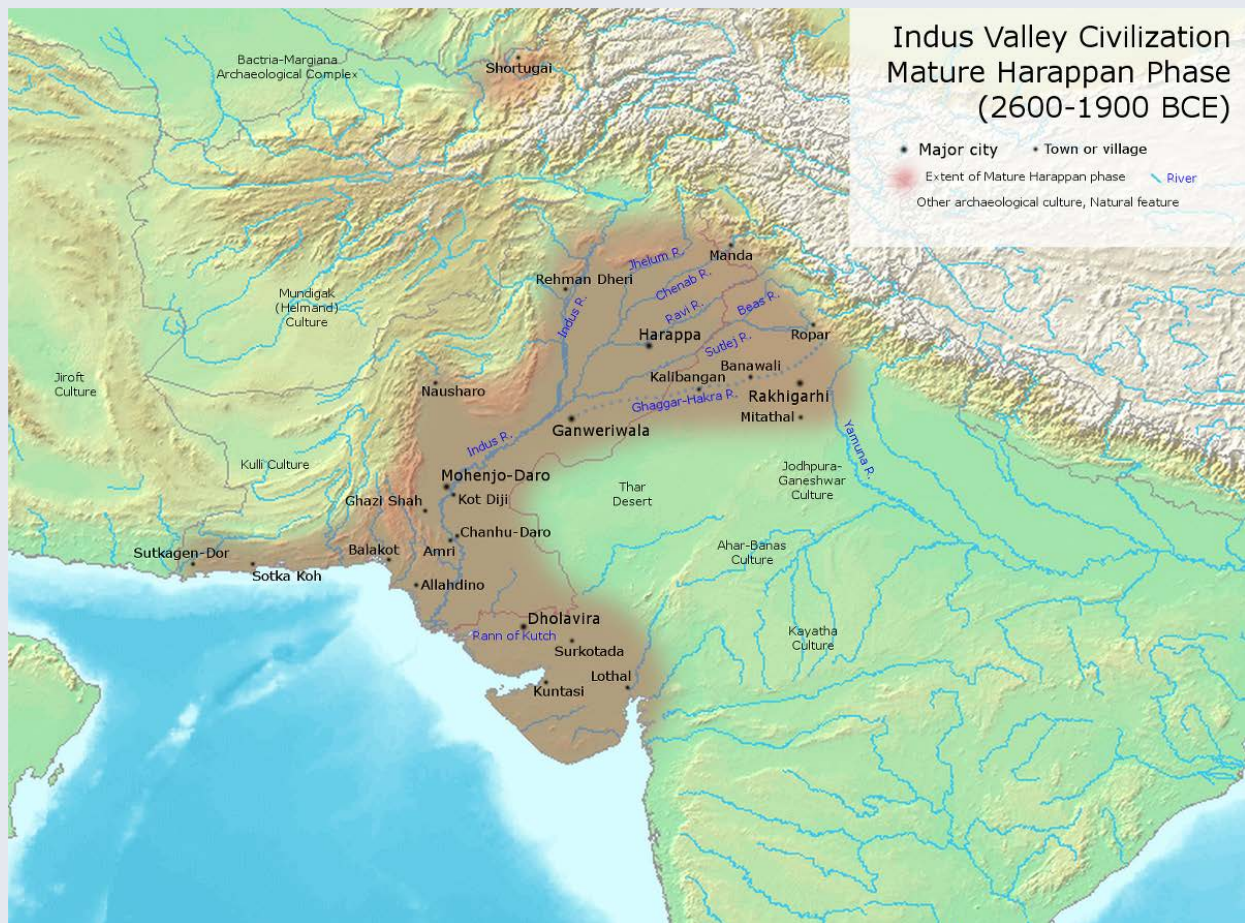 Indus Valley Civilization
Mature Harappan Phase
(2600-1900 BCE)
Major city
Town or village
Extent of Mature Harappan phase
River
Other archaeological culture, Natural feature
Bactria-Margiana
Archaeological Complex
Shortugai
Manda
Jhelum R.
Rehman Dheri
Chenab R.
Mundigak
(Helmand)
Culture
Indus R.
Ravi R.
Beas R.
Harappa
Ropar
Sutlej R.
Jiroft
Culture
Nausharo
Kalibangan
Banawali
Ghaggar-Hakra R.
Rakhigarhi
Mitathal
Ganweriwala
Indus R.
Yamuna R.
Kulli Culture
Mohenjo-Daro
Kot Diji
Ghazi Shah
Thar
Desert
Jodhpura-
Ganeshwar
Culture
Chanhu-Daro
Amri
Sutkagen-Dor
Sotka Koh
Balakot
Allahdino
Ahar-Banas
Culture
Dholavira
Rann of Kutch
Surkotada
Kayatha
Culture
Lothal
Kuntasi